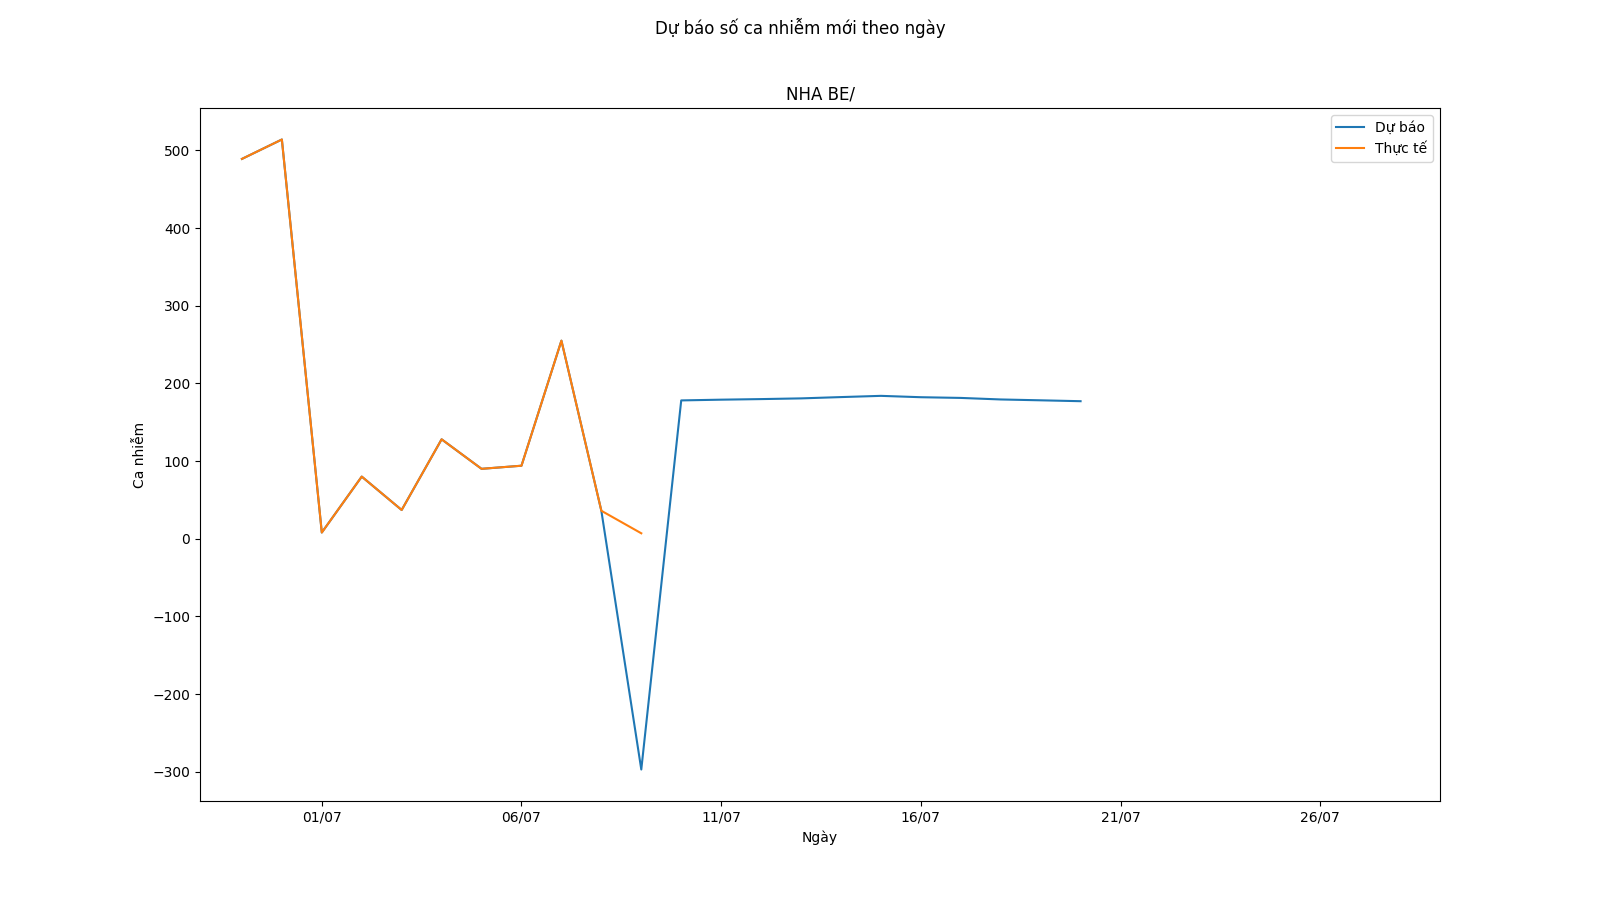 Dự báo số ca nhiễm mới theo ngày
NHA BE/
Dự báo
Thực tế
500
400
300
200
100
0
−100
−200
−300
Ca nhiễm
01/07
06/07
11/07
16/07
21/07
26/07
Ngày